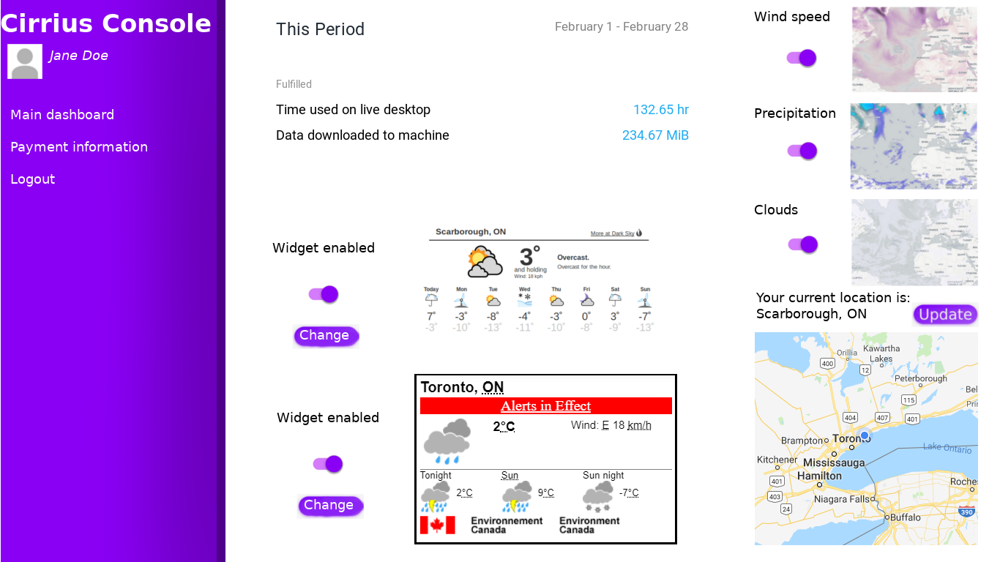 Cirrius Console
Jane Doe
Main dashboard
Payment information
Logout
This Period
February 1 - February 28
Fulfilled
Time used on live desktop
132.65 hr
Data downloaded to machine
234.67 MiB
Widget enabled
Change
Scarborough, ON
More at Dark Sky
3°
and holding
Wind: 18 kph
Overcast.
Overcast for the hour.
Today Mon Tue Wed Thu Fri Sat Sun
7° -3° -8° -4° -3° 0° 3° -7°
-3° -10° -13° -11° -10° -8° -9° -13°
Widget enabled
Change
Toronto, ON
Alerts in Effect
2°C
Wind: E 18 km/h
Tonight Sun Sun night
2°C 9°C -7°C
Environnement Environment
Canada Canada
Wind speed
Precipitation
Clouds
Your current location is:
Scarborough, ON
Update
Orillia
Kawartha
Lakes
400
12
Peterborough
Bel
115
Pri
404
407
401
Brampton
Toronto
Lake Ontario
Kitchener
Mississauga
Hamilton
401
Roches
403
Niagara Falls
24
390
Buffalo